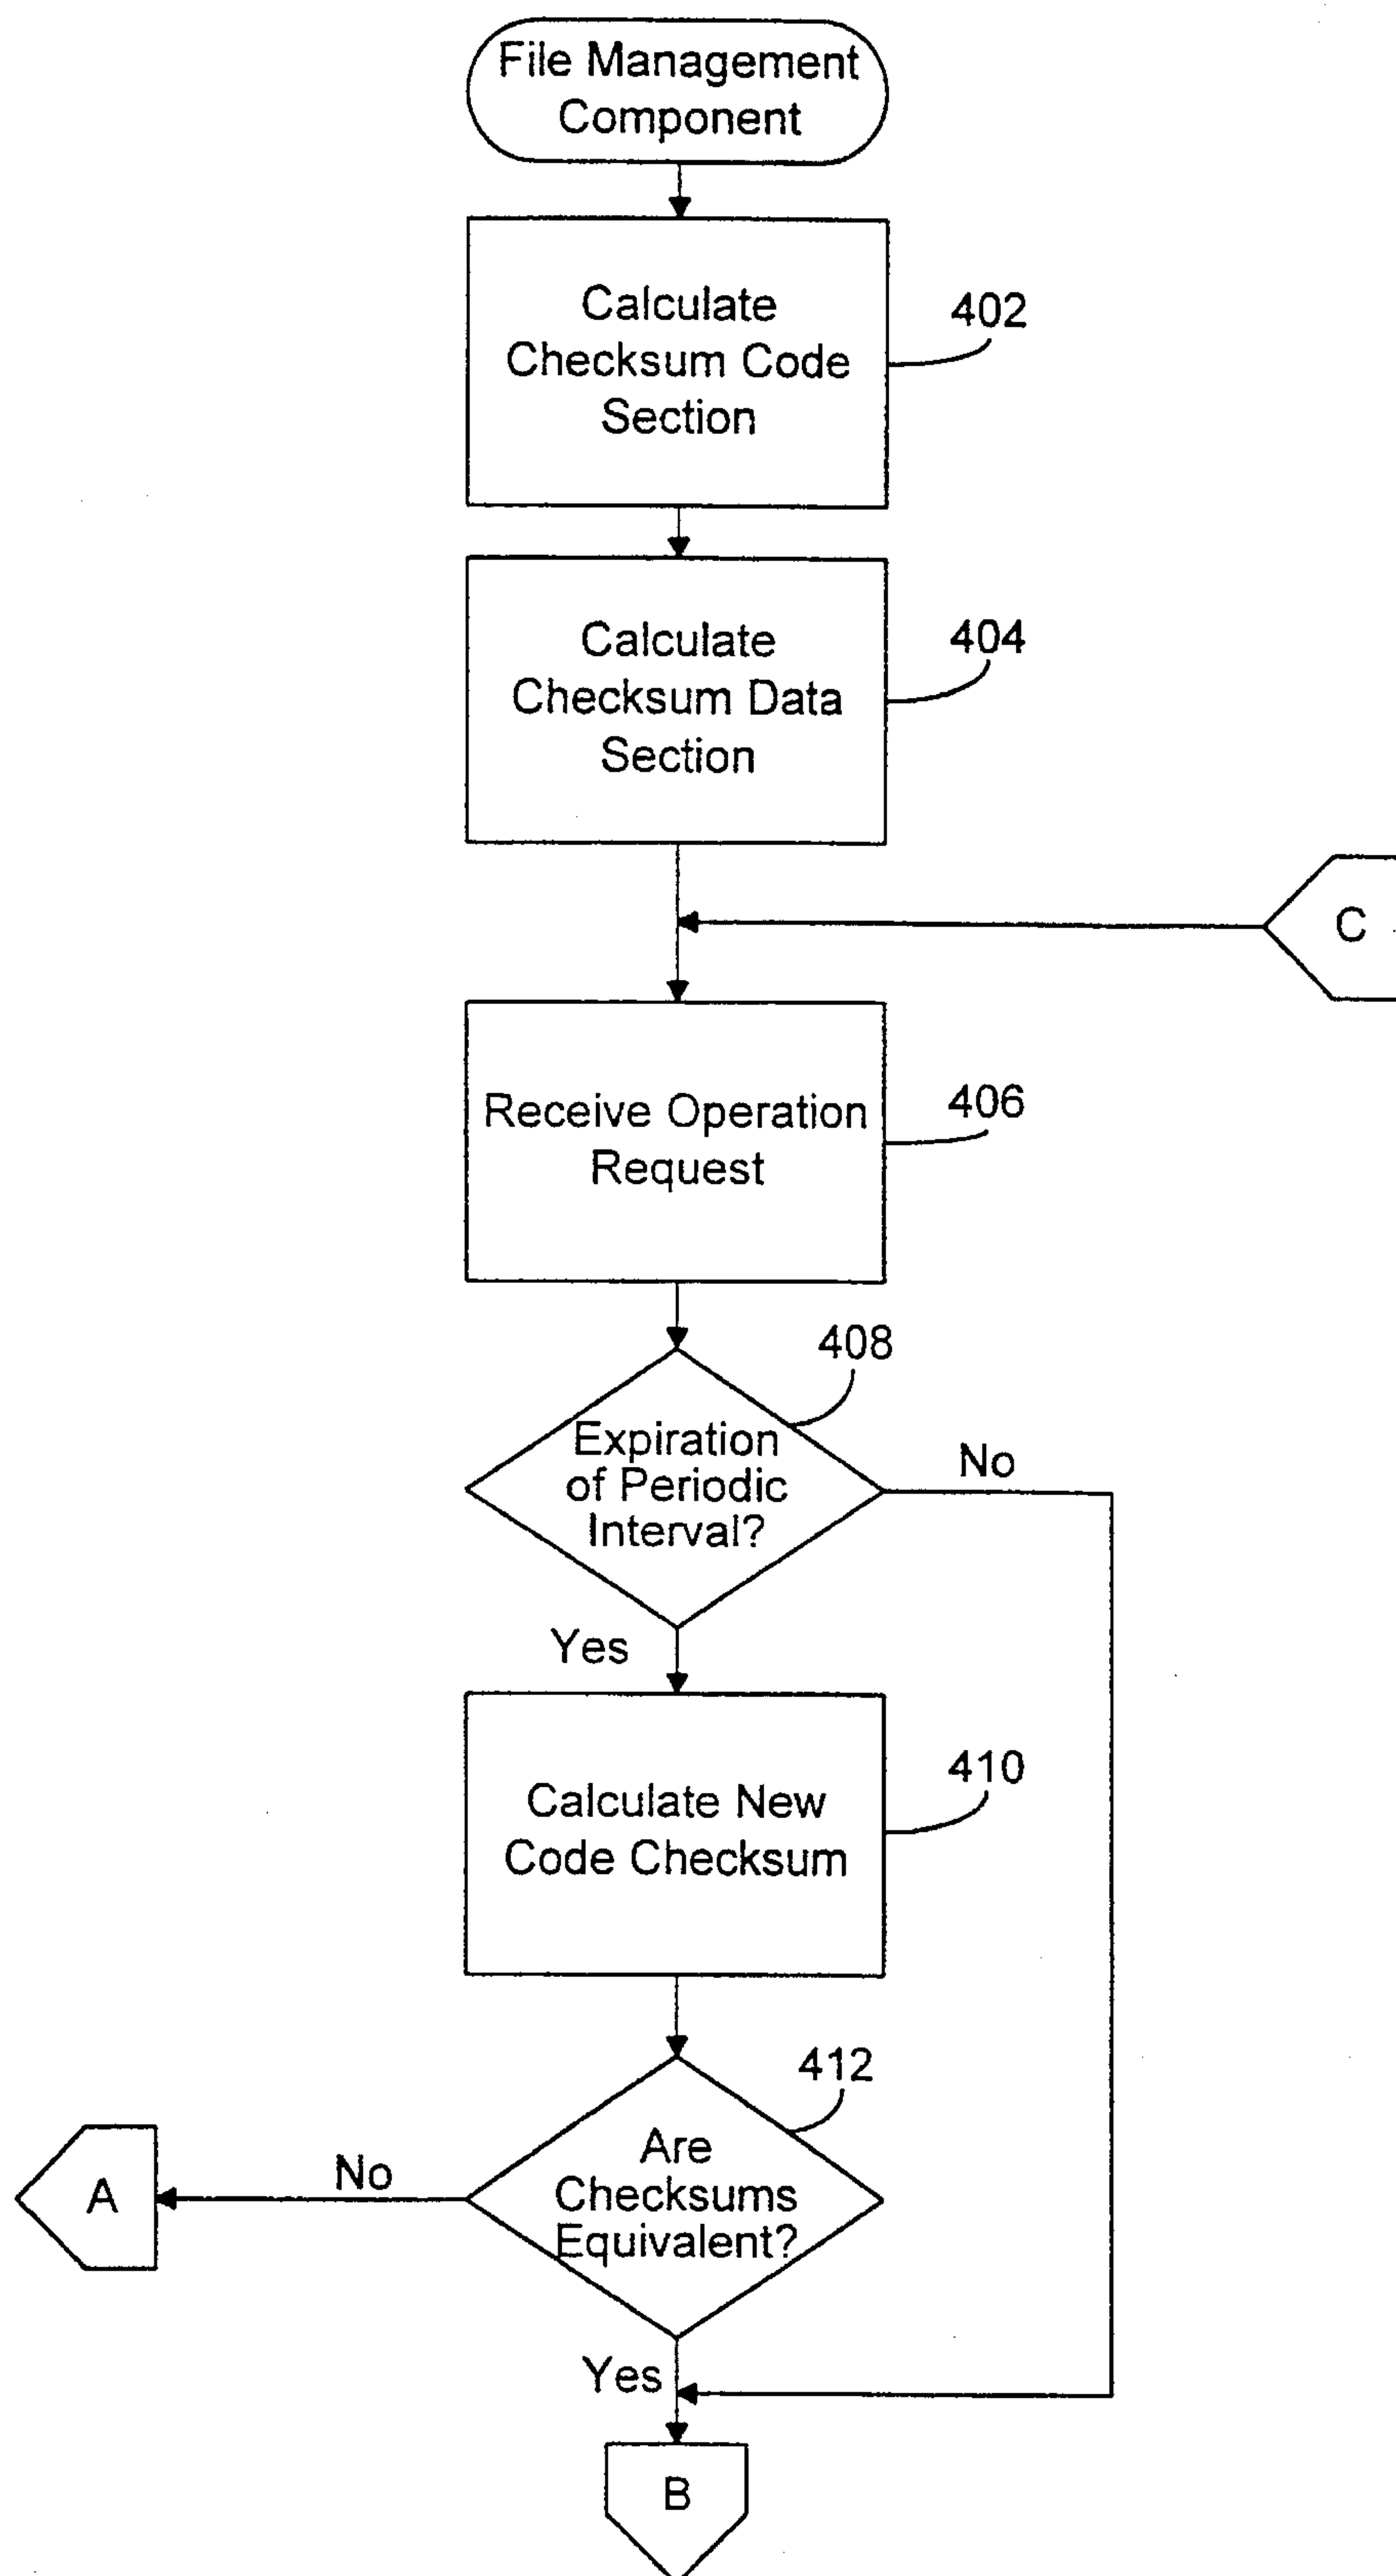 File Management
Component
Calculate
Checksum Code
Section
402
Calculate
Checksum Data
Section
404
C
Receive Operation
Request
406
408
Expiration
of Periodic
Interval?
No
Yes
Calculate New
Code Checksum
410
412
Are
Checksums
Equivalent?
No
A
Yes
B